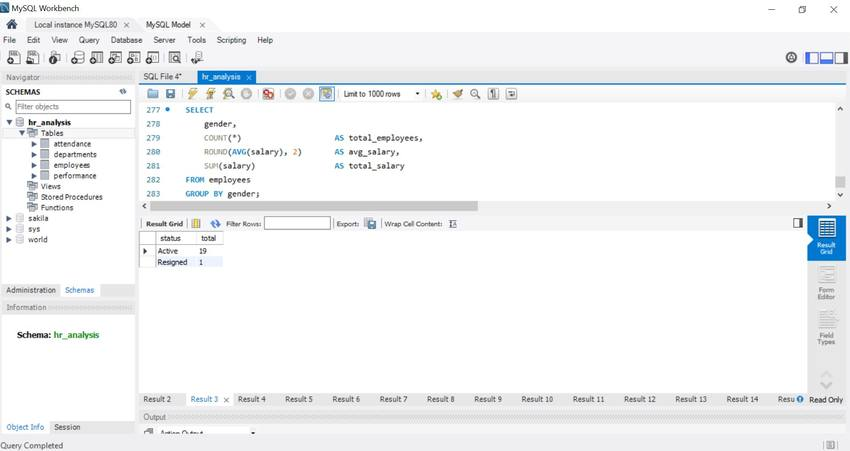 MySQL Workbench
Local instance MySQL80
MySQL Model
File Edit View Query Database Server Tools Scripting Help
Navigator
SCHEMAS
Filter objects
hr_analysis
Tables
attendance
departments
employees
performance
Views
Stored Procedures
Functions
sakila
sys
world
Administration Schemas
Information
Schema: hr_analysis
Object Info Session
Query Completed
SQL File 4* hr_analysis
Limit to 1000 rows
277 SELECT
278 gender,
279 COUNT(*) AS total_employees,
280 ROUND(AVG(salary), 2) AS avg_salary,
281 SUM(salary) AS total_salary
282 FROM employees
283 GROUP BY gender;
Result Grid Filter Rows: Export: Wrap Cell Content:
status total
Active 19
Resigned 1
Result Grid
Form Editor
Field Types
Result 2 Result 3 Result 4 Result 5 Result 6 Result 7 Result 8 Result 9 Result 10 Result 11 Result 12 Result 13 Result 14 Resu Read Only
Output
Action Output